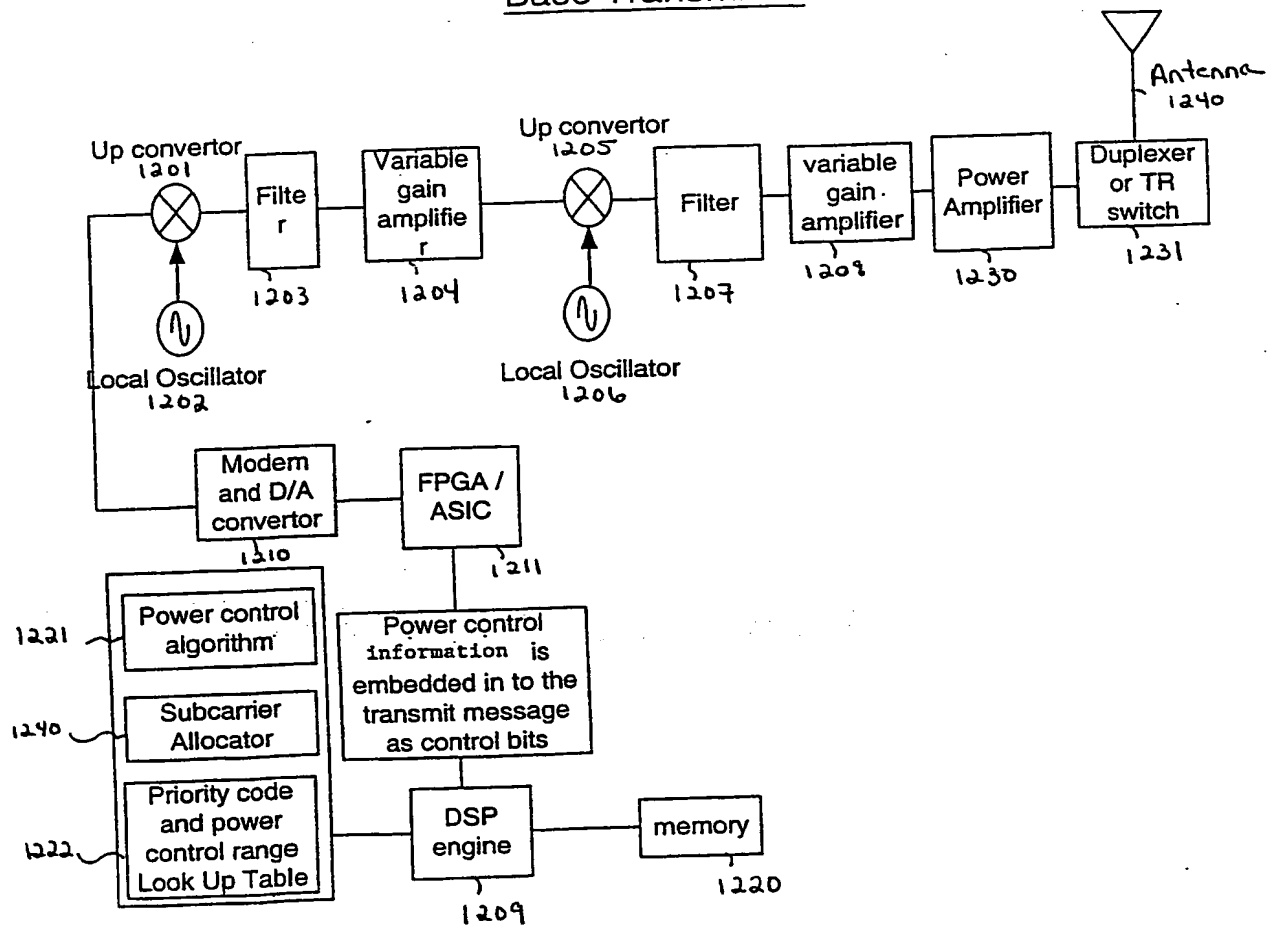 Antenna
1240
Up convertor
1201
Filte
r
1203
Variable
gain
amplifie
r
1204
Up convertor
1205
Filter
1207
variable
gain
amplifier
1208
Power
Amplifier
1230
Duplexer
or TR
switch
1231
Local Oscillator
1202
Local Oscillator
1206
Modem
and D/A
convertor
1210
FPGA /
ASIC
1211
1221
Power control
algorithm
1240
Subcarrier
Allocator
1222
Priority code
and power
control range
Look Up Table
Power control
information is
embedded in to the
transmit message
as control bits
DSP
engine
1209
memory
1220